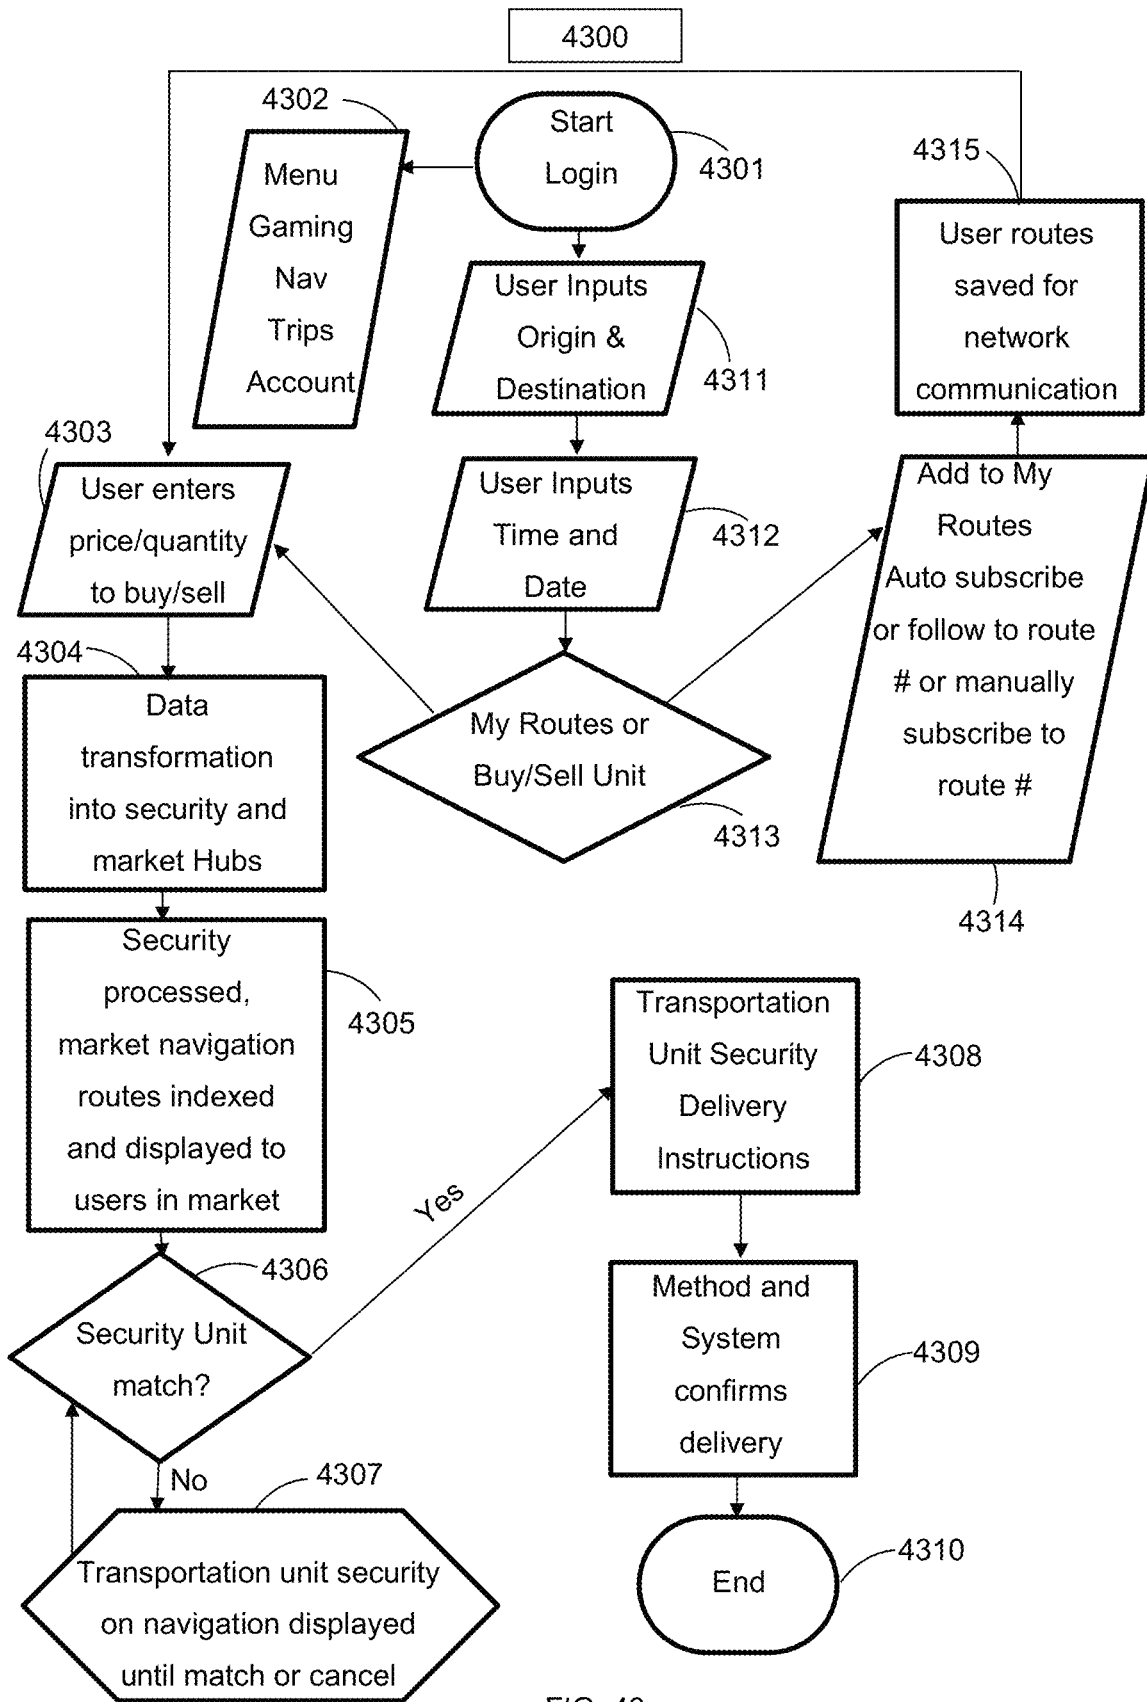 4300
4302
Start
Login
4301
Menu
Gaming
Nav
Trips
Account
4315
User routes
saved for
network
communication
User Inputs
Origin &
Destination
4311
4303
User enters
price/quantity
to buy/sell
User Inputs
Time and
Date
4312
Add to My
Routes
Auto subscribe
or follow to route
# or manually
subscribe to
route #
4314
4304
Data
transformation
into security and
market Hubs
My Routes or
Buy/Sell Unit
4313
Security
processed,
market navigation
routes indexed
and displayed to
users in market
4305
Transportation
Unit Security
Delivery
Instructions
4308
Yes
4306
Security Unit
match?
No
Method and
System
confirms
delivery
4309
4307
Transportation unit security
on navigation displayed
until match or cancel
End
4310